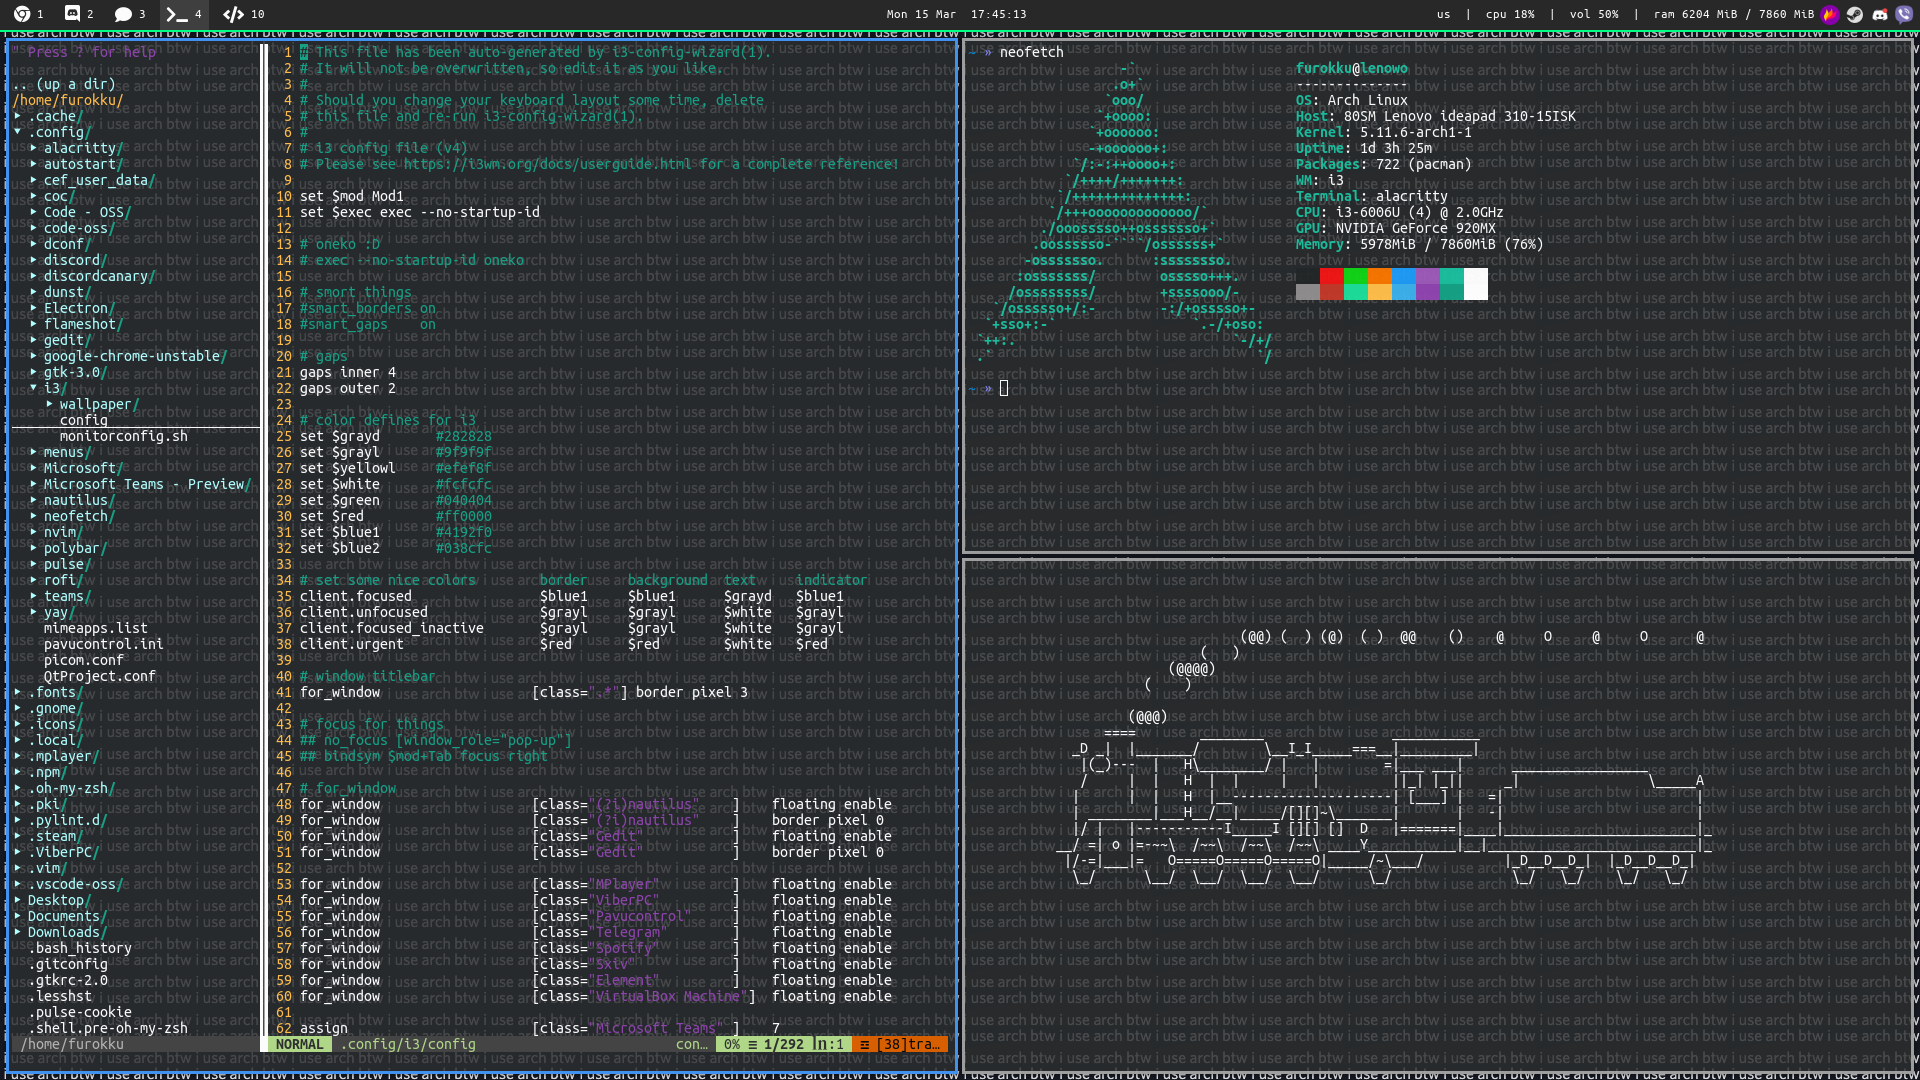 1 2 3 4 10 Mon 15 Mar 17:45:13 us | cpu 18% | vol 50% | ram 6204 MiB / 7860 MiB
" Press ? for help
.. (up a dir)
/home/furokku/
▸ .cache/
▾ .config/
▸ alacritty/
▸ autostart/
▸ cef_user_data/
▸ coc/
▸ Code - OSS/
▸ code-oss/
▸ dconf/
▸ discord/
▸ discordcanary/
▸ dunst/
▸ Electron/
▸ flameshot/
▸ gedit/
▸ google-chrome-unstable/
▸ gtk-3.0/
▾ i3/
▸ wallpaper/
config
monitorconfig.sh
▸ menus/
▸ Microsoft/
▸ Microsoft Teams - Preview/
▸ nautilus/
▸ neofetch/
▸ nvim/
▸ polybar/
▸ pulse/
▸ rofi/
▸ teams/
▸ yay/
mimeapps.list
pavucontrol.ini
picom.conf
QtProject.conf
▸ .fonts/
▸ .gnome/
▸ .icons/
▸ .local/
▸ .mplayer/
▸ .npm/
▸ .oh-my-zsh/
▸ .pki/
▸ .pylint.d/
▸ .steam/
▸ .ViberPC/
▸ .vim/
▸ .vscode-oss/
▸ Desktop/
▸ Documents/
▸ Downloads/
.bash_history
.gitconfig
.gtkrc-2.0
.lesshst
.pulse-cookie
.shell.pre-oh-my-zsh
/home/furokku
1 # This file has been auto-generated by i3-config-wizard(1).
2 # It will not be overwritten, so edit it as you like.
3 #
4 # Should you change your keyboard layout some time, delete
5 # this file and re-run i3-config-wizard(1).
6 #
7 # i3 config file (v4)
8 # Please see https://i3wm.org/docs/userguide.html for a complete reference!
9
10 set $mod Mod1
11 set $exec exec --no-startup-id
12
13 # oneko :D
14 # exec --no-startup-id oneko
15
16 # smort things
17 #smart_borders on
18 #smart_gaps    on
19
20 # gaps
21 gaps inner 4
22 gaps outer 2
23
24 # color defines for i3
25 set $grayd       #282828
26 set $grayl       #9f9f9f
27 set $yellowl     #efef8f
28 set $white       #fcfcfc
29 set $green       #040404
30 set $red         #ff0000
31 set $blue1       #4192f0
32 set $blue2       #038cfc
33
34 # set some nice colors        border     background  text     indicator
35 client.focused                $blue1     $blue1      $grayd   $blue1
36 client.unfocused              $grayl     $grayl      $white   $grayl
37 client.focused_inactive       $grayl     $grayl      $white   $grayl
38 client.urgent                 $red       $red        $white   $red
39
40 # window titlebar
41 for_window                   [class=".*"] border pixel 3
42
43 # focus for things
44 ## no_focus [window_role="pop-up"]
45 ## bindsym $mod+Tab focus right
46
47 # for_window
48 for_window                   [class="(?i)nautilus"    ]    floating enable
49 for_window                   [class="(?i)nautilus"    ]    border pixel 0
50 for_window                   [class="Gedit"           ]    floating enable
51 for_window                   [class="Gedit"           ]    border pixel 0
52
53 for_window                   [class="MPlayer"         ]    floating enable
54 for_window                   [class="ViberPC"         ]    floating enable
55 for_window                   [class="Pavucontrol"     ]    floating enable
56 for_window                   [class="Telegram"        ]    floating enable
57 for_window                   [class="Spotify"         ]    floating enable
58 for_window                   [class="Sxiv"            ]    floating enable
59 for_window                   [class="Element"         ]    floating enable
60 for_window                   [class="VirtualBox Machine"]  floating enable
61
62 assign                       [class="Microsoft Teams" ]    7
NORMAL .config/i3/config con… 0% ≡ 1/292 ln:1 ☲ [38]tra…
~ » neofetch
furokku@lenowo
--------------
OS: Arch Linux
Host: 80SM Lenovo ideapad 310-15ISK
Kernel: 5.11.6-arch1-1
Uptime: 1d 3h 25m
Packages: 722 (pacman)
WM: i3
Terminal: alacritty
CPU: i3-6006U (4) @ 2.0GHz
GPU: NVIDIA GeForce 920MX
Memory: 5978MiB / 7860MiB (76%)
~ »
i use arch btw